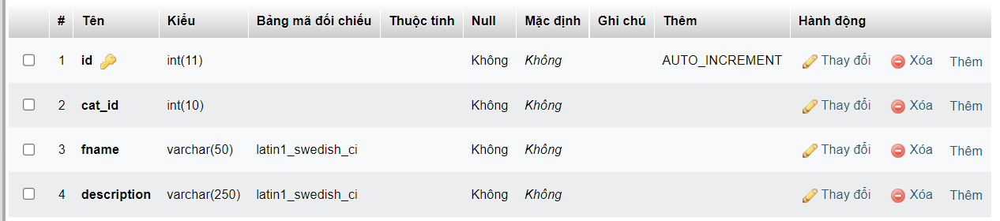 # Tên Kiểu Bảng mã đối chiếu Thuộc tính Null Mặc định Ghi chú Thêm Hành động
1 id int(11) Không Không AUTO_INCREMENT Thay đổi Xóa Thêm
2 cat_id int(10) Không Không Thay đổi Xóa Thêm
3 fname varchar(50) latin1_swedish_ci Không Không Thay đổi Xóa Thêm
4 description varchar(250) latin1_swedish_ci Không Không Thay đổi Xóa Thêm